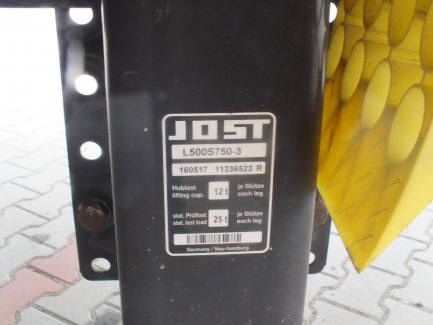 JOST
L500S750-3
160517 11336523 R
Hublast lifting cap. 12 t je Stütze each leg
stat. Prüflast stat. test load 25 t je Stütze each leg
Germany / Neu-Isenburg